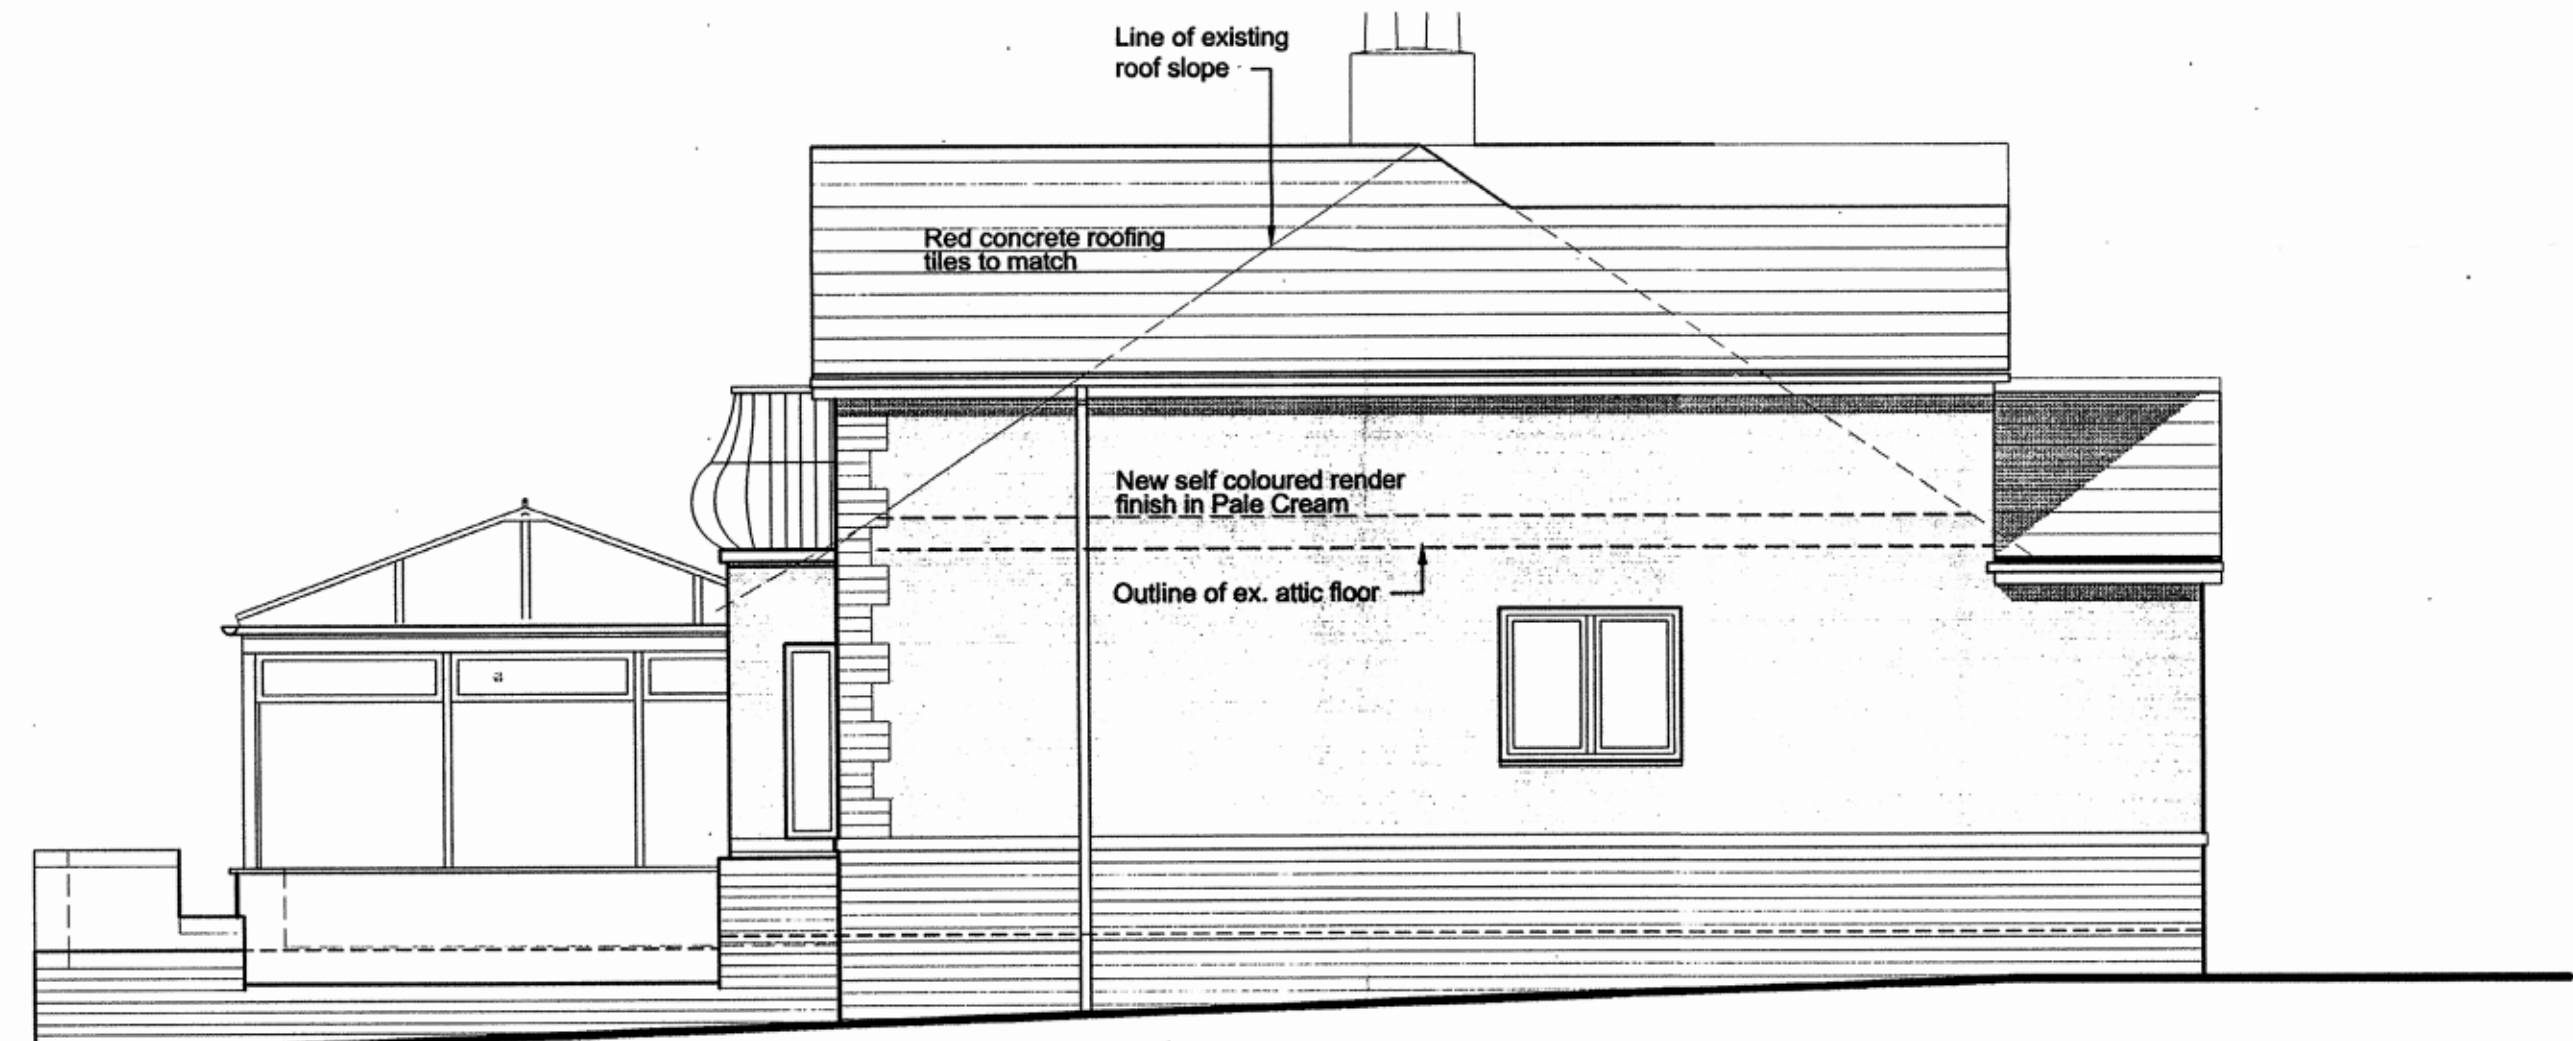 Line of existing
roof slope
Red concrete roofing
tiles to match
New self coloured render
finish in Pale Cream
Outline of ex. attic floor